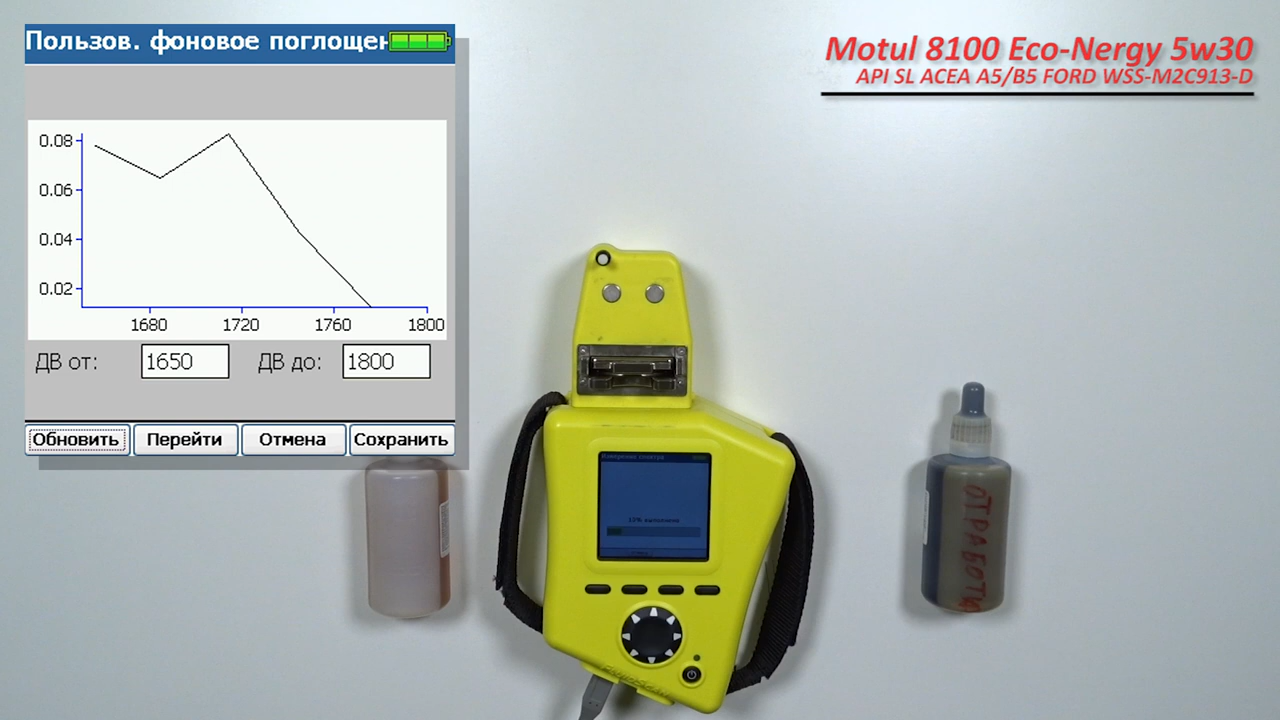 Пользов. фоновое поглощен
Motul 8100 Eco-Nergy 5w30
API SL ACEA A5/B5 FORD WSS-M2C913-D
0.08
0.06
0.04
0.02
1680 1720 1760 1800
ДВ от: 1650 ДВ до: 1800
Обновить Перейти Отмена Сохранить
Измерение спектра
ОТРАБОТКА